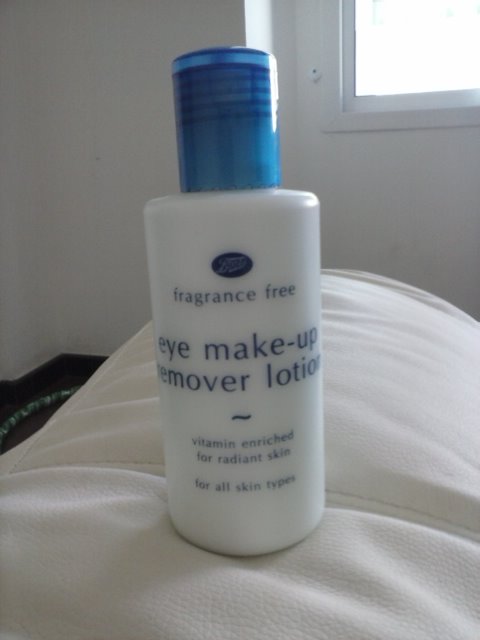 Boots
fragrance free
eye make-up
remover lotion
~
vitamin enriched
for radiant skin
for all skin types